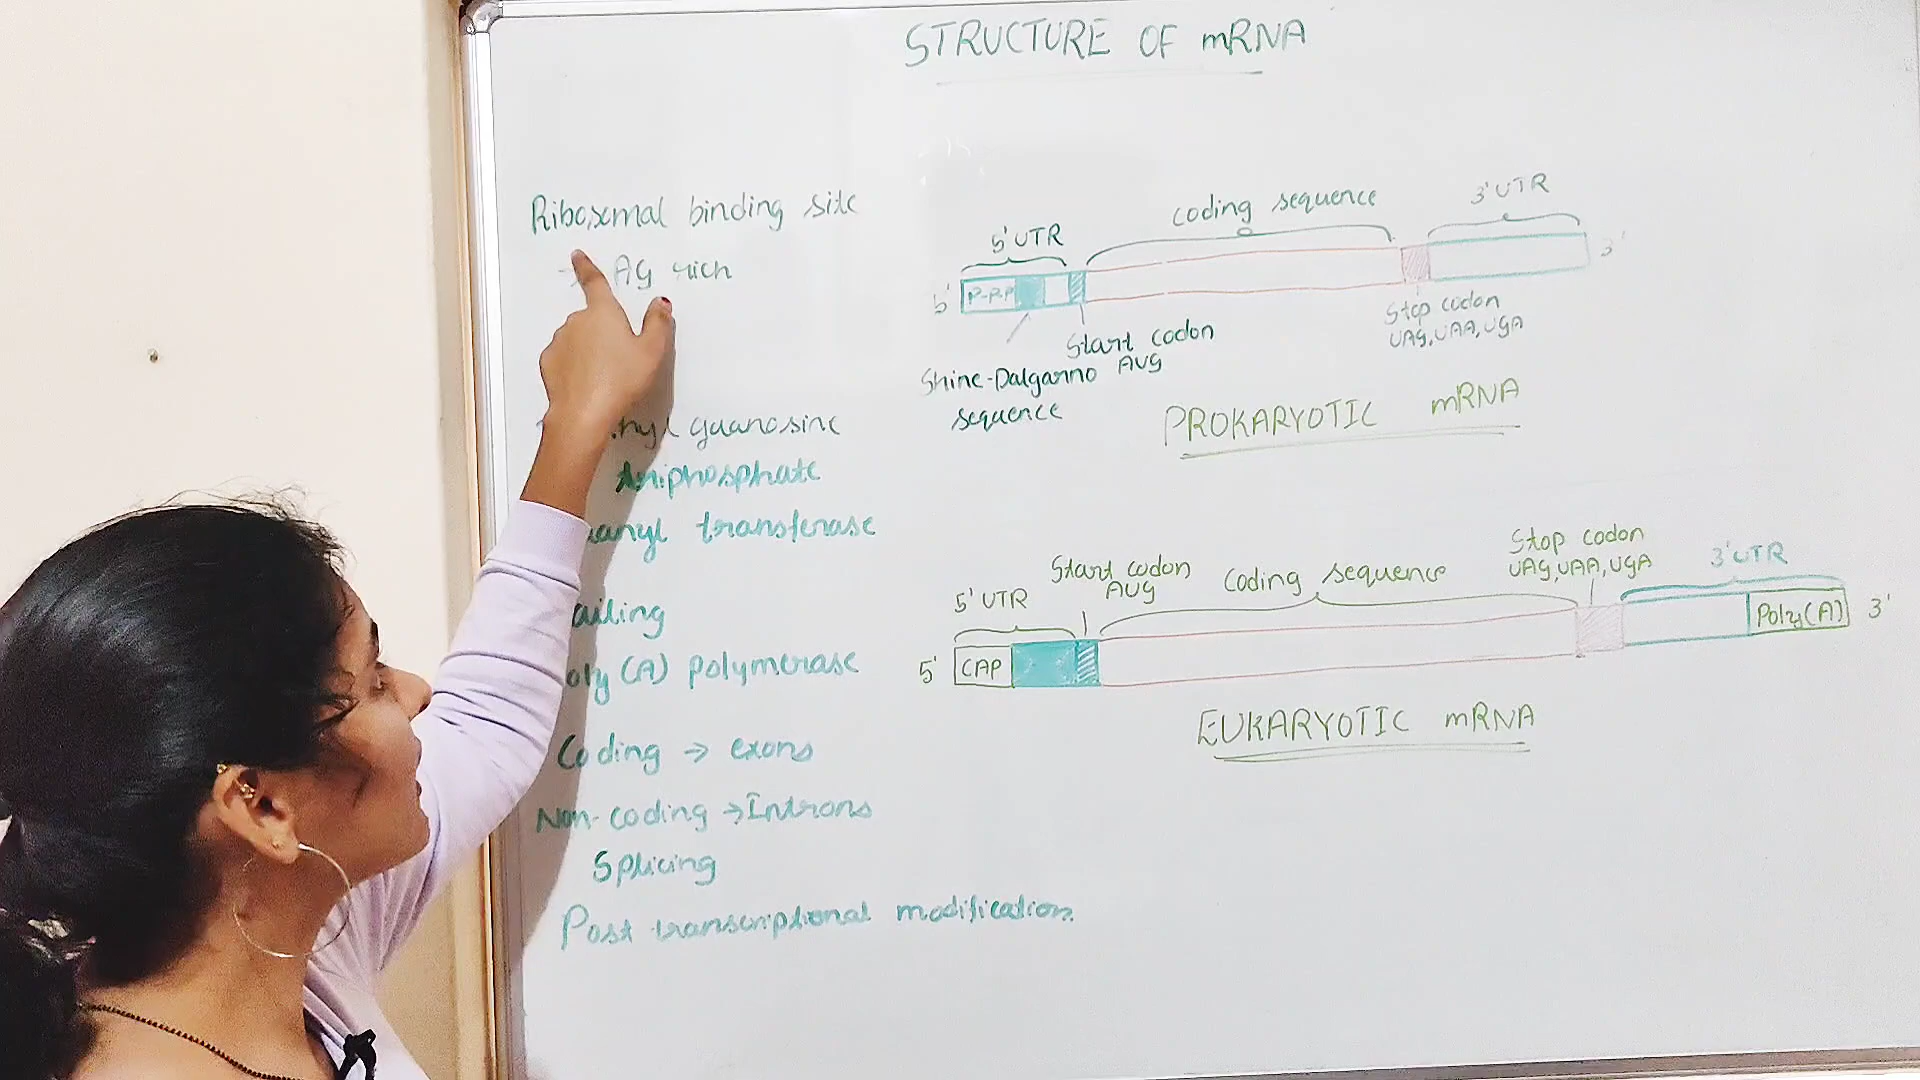 STRUCTURE OF mRNA
Ribosomal binding site
AG rich
guanosine
triphosphate
transferase
ailing
oly (A) polymerase
Coding → exons
Non-coding → Introns
Splicing
Post transcriptional modification
5' UTR
coding sequence
3' UTR
5'
P-P-P
3'
Start codon
AUG
Stop codon
UAG, UAA, UGA
Shine-Dalgarno
sequence
PROKARYOTIC mRNA
5' UTR
Start codon
AUG
Coding sequence
Stop codon
UAG, UAA, UGA
3' UTR
5'
CAP
Poly(A)
3'
EUKARYOTIC mRNA